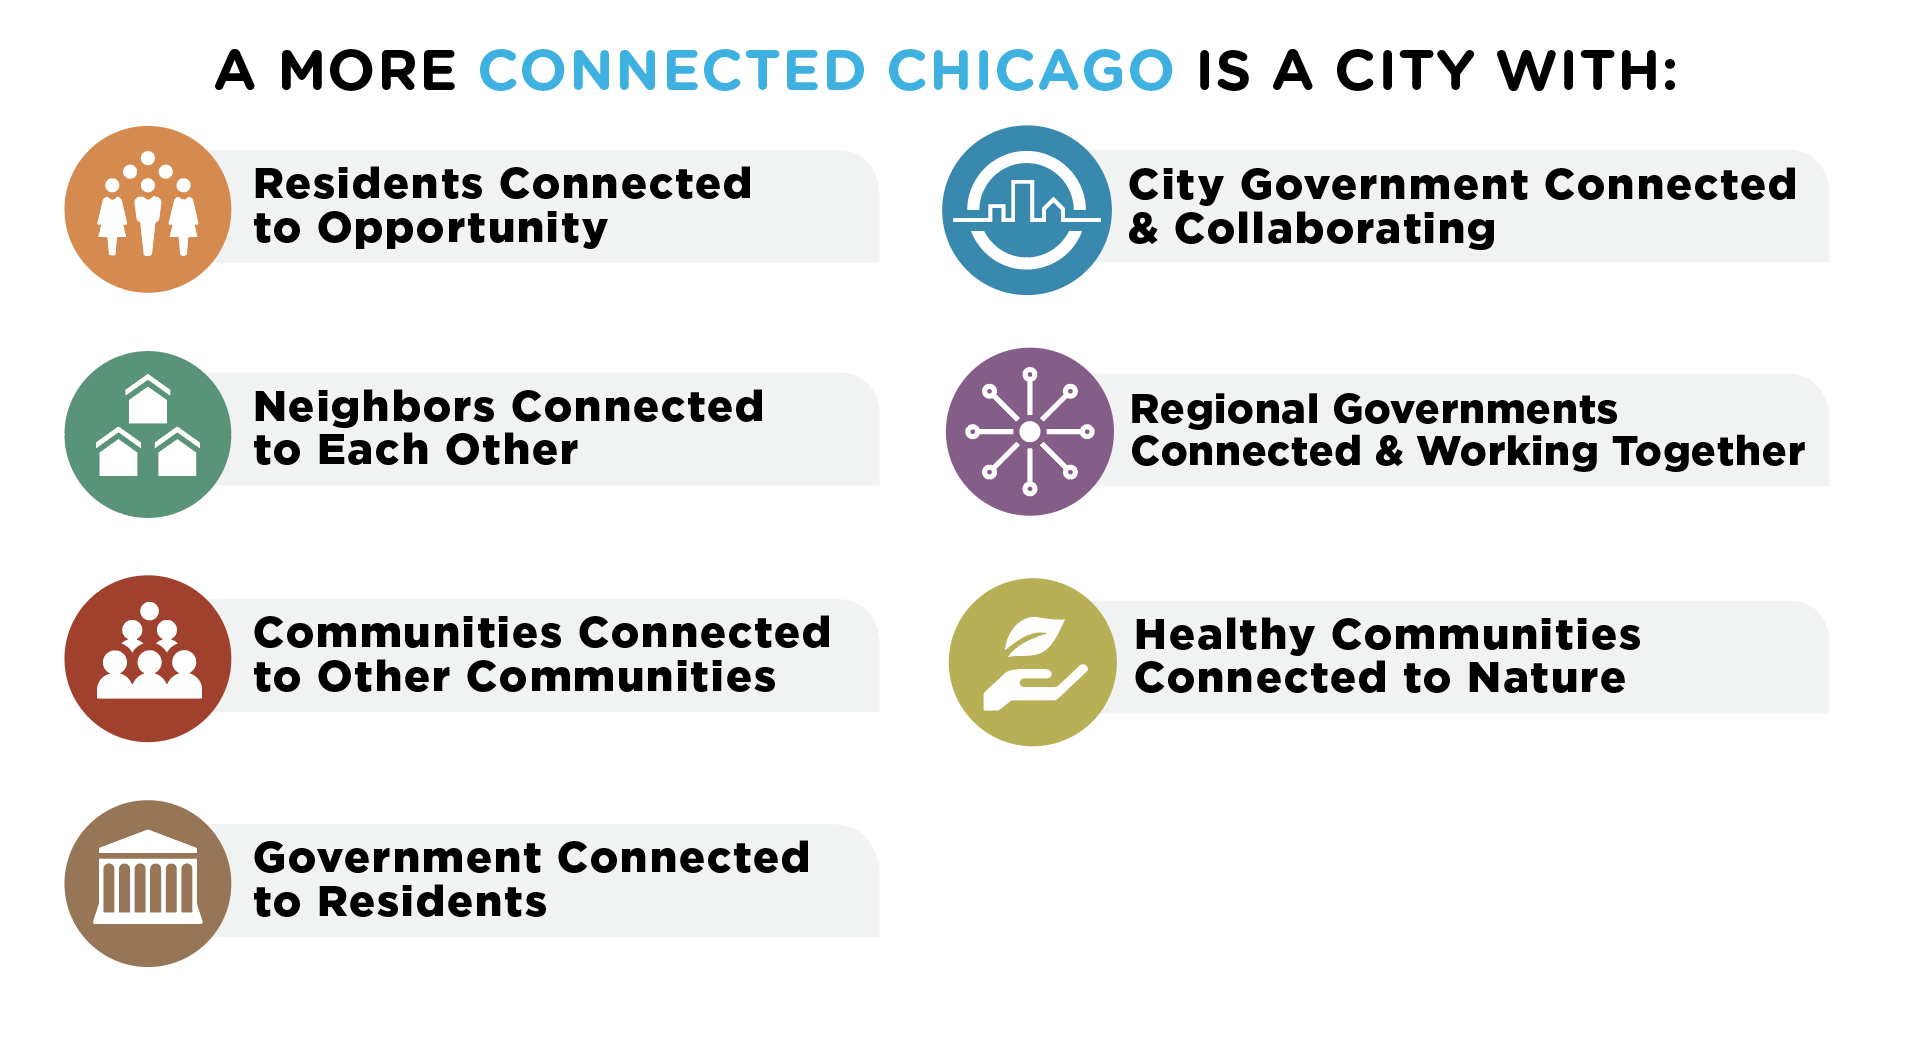 A MORE CONNECTED CHICAGO IS A CITY WITH:
Residents Connected
to Opportunity
Neighbors Connected
to Each Other
Communities Connected
to Other Communities
Government Connected
to Residents
City Government Connected
& Collaborating
Regional Governments
Connected & Working Together
Healthy Communities
Connected to Nature